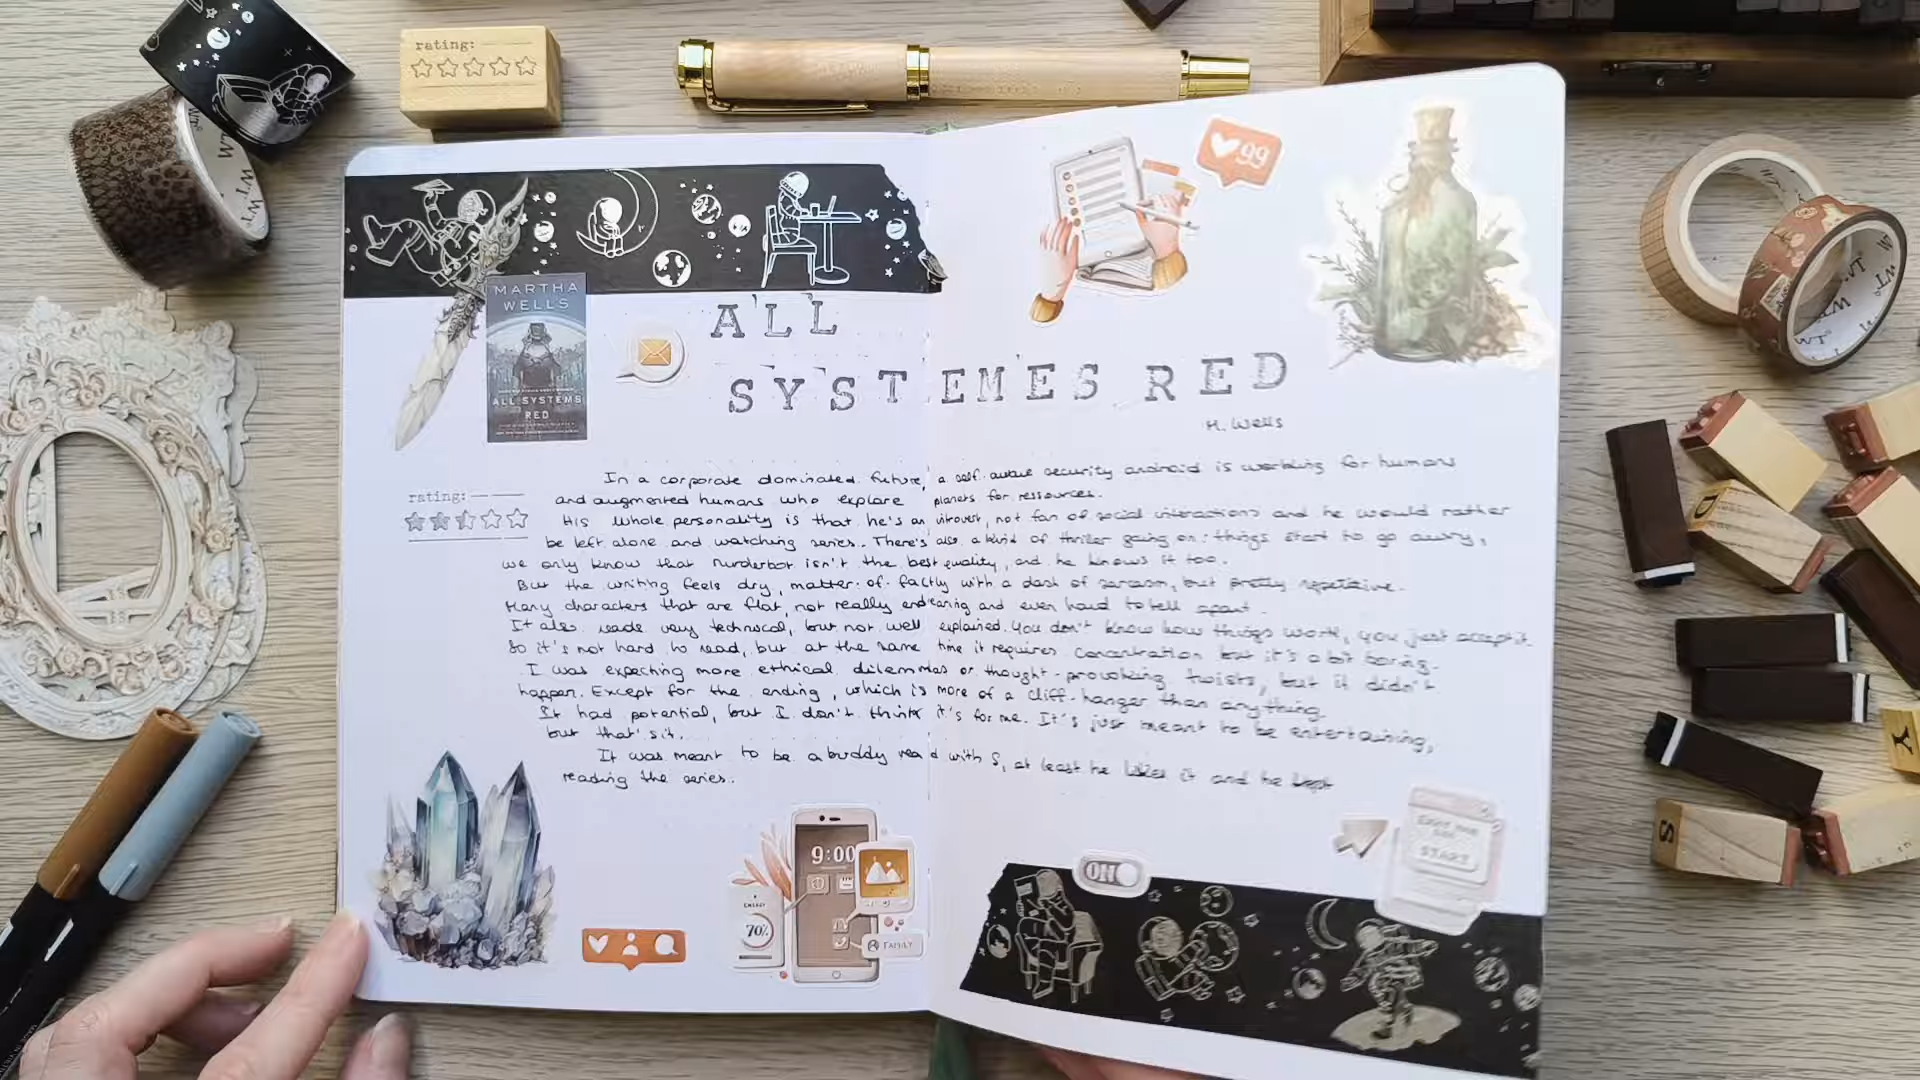 rating:
MARTHA
WELLS
ALL SYSTEMS
RED
99
ALL
SYSTEMES RED
M. Wells
rating:
In a corporate dominated future, a self-aware security android is working for humans
and augmented humans who explore planets for ressources.
His whole personality is that he's an introvert, not fan of social interactions and he would rather
be left alone and watching series. There's also a kind of thriller going on: things start to go awry,
we only know that Murderbot isn't the best quality, and he knows it too.
But the writing feels dry, matter-of-factly with a dash of sarcasm, but pretty repetitive.
Many characters that are flat, not really endearing and even hard to tell apart.
It also reads very technical, but not well explained. You don't know how things work, you just accept it.
So it's not hard to read, but at the same time it requires concentration but it's a bit boring.
I was expecting more ethical dilemmas or thought-provoking twists, but it didn't
happen. Except for the ending, which is more of a cliff-hanger than anything.
It had potential, but I don't think it's for me. It's just meant to be entertaining,
but that's it.
It was meant to be a buddy read with S, at least he likes it and he kept
reading the series.
9:00
ENERGY
70%
FAMILY
ON
START
D
S
Y